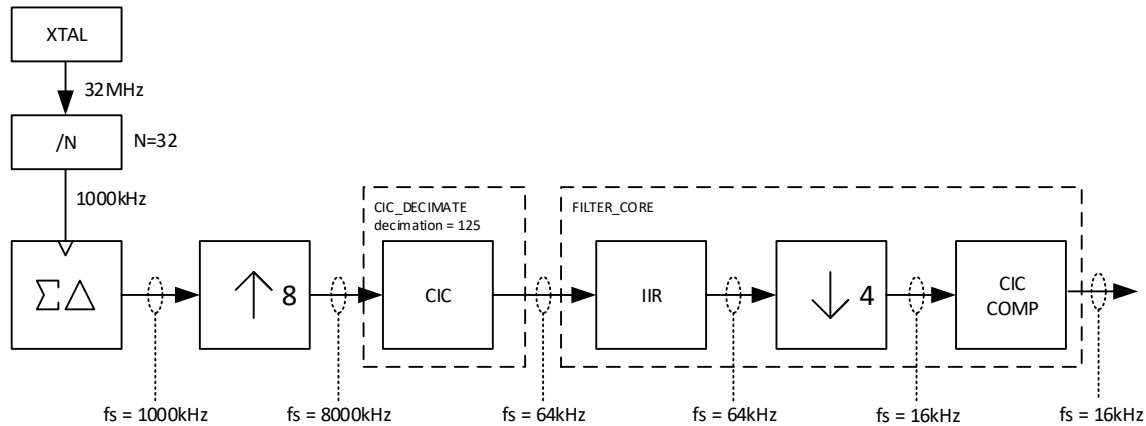 XTAL
32MHz
/N
N=32
1000kHz
CIC_DECIMATE
decimation = 125
FILTER_CORE
ΣΔ
↑ 8
CIC
IIR
↓ 4
CIC
COMP
fs = 1000kHz
fs = 8000kHz
fs = 64kHz
fs = 64kHz
fs = 16kHz
fs = 16kHz